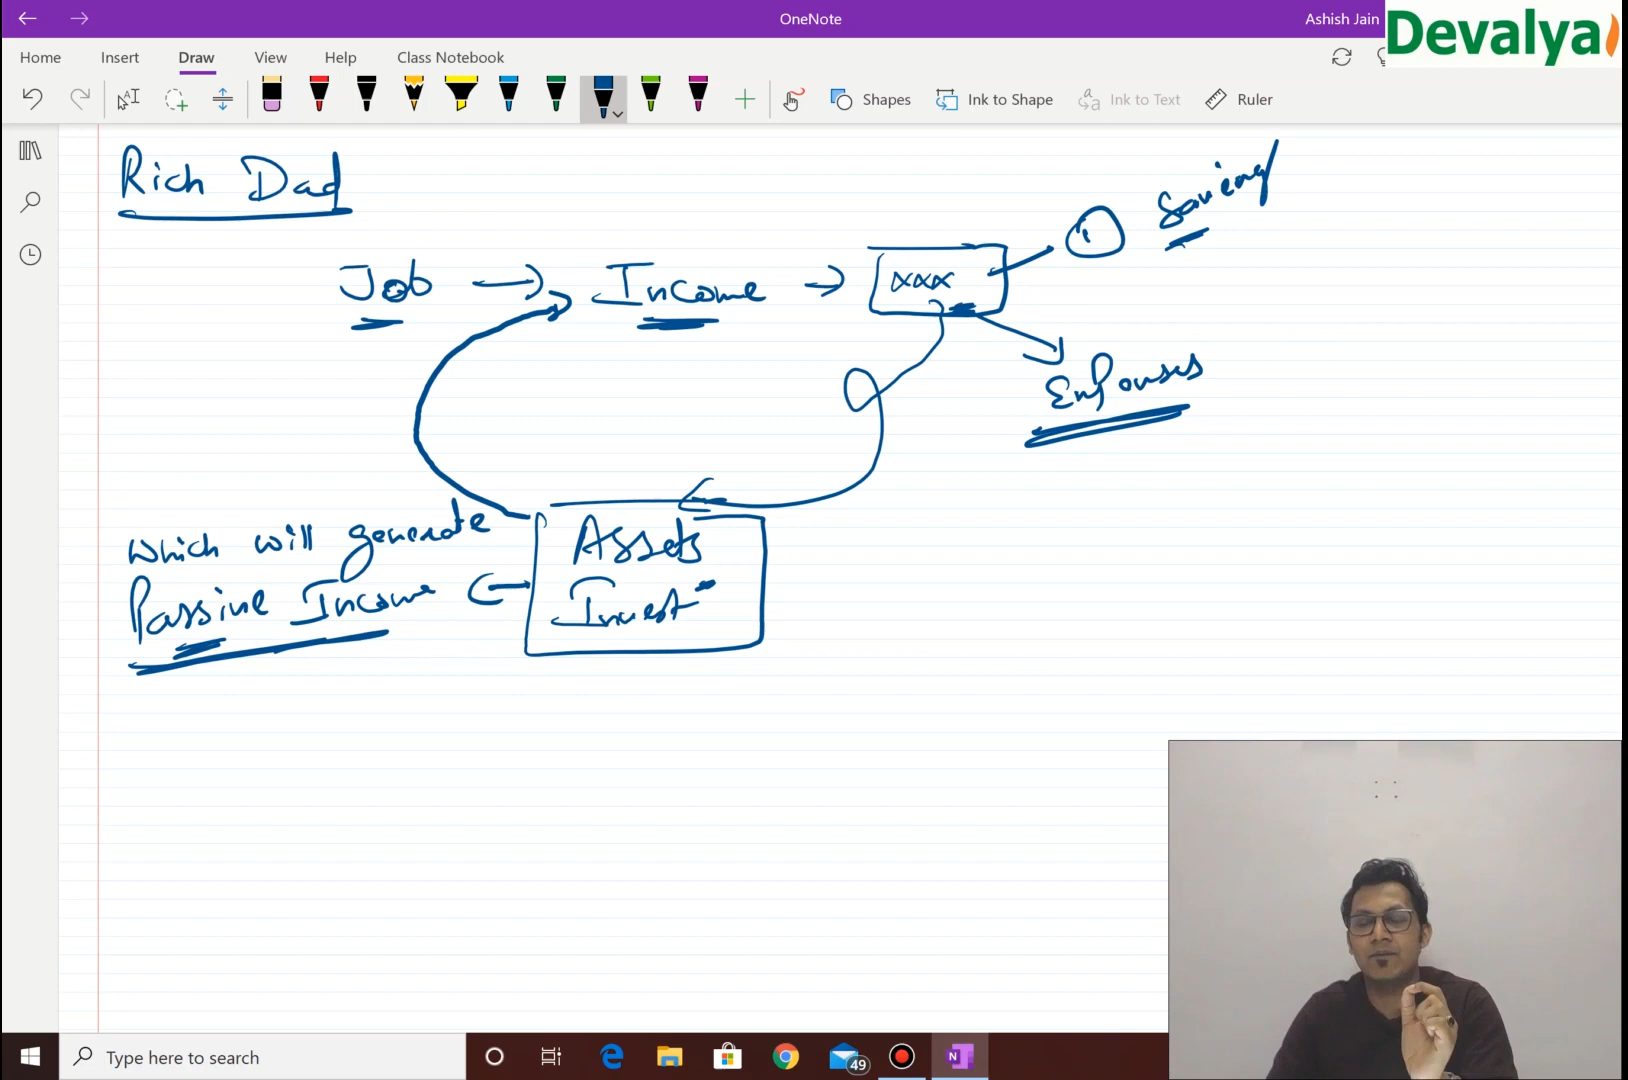 OneNote
Ashish Jain
Devalya
Home Insert Draw View Help Class Notebook
Shapes Ink to Shape Ink to Text Ruler
Rich Dad
Job → Income → xxx
1 Saving
Expenses
Assets
Invest
which will generate
Passive Income
Type here to search
49